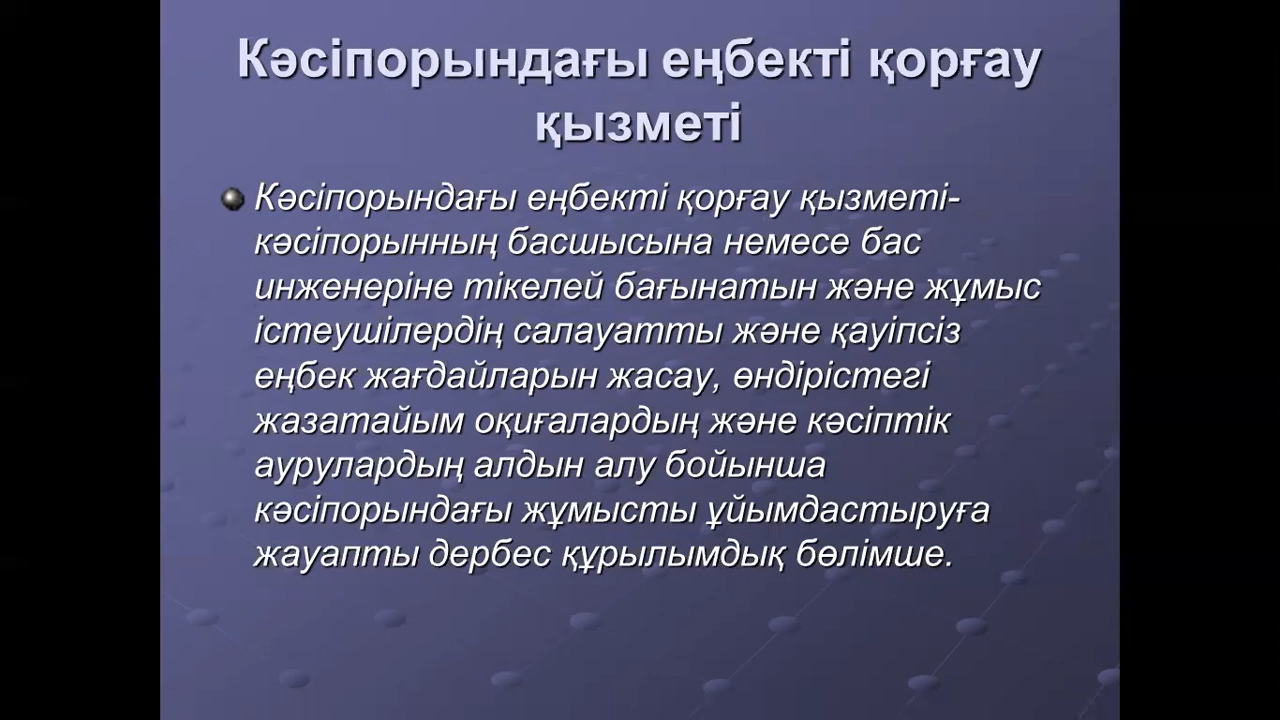 Кәсіпорындағы еңбекті қорғау
қызметі
Кәсіпорындағы еңбекті қорғау қызметі-
кәсіпорынның басшысына немесе бас
инженеріне тікелей бағынатын және жұмыс
істеушілердің салауатты және қауіпсіз
еңбек жағдайларын жасау, өндірістегі
жазатайым оқиғалардың және кәсіптік
аурулардың алдын алу бойынша
кәсіпорындағы жұмысты ұйымдастыруға
жауапты дербес құрылымдық бөлімше.